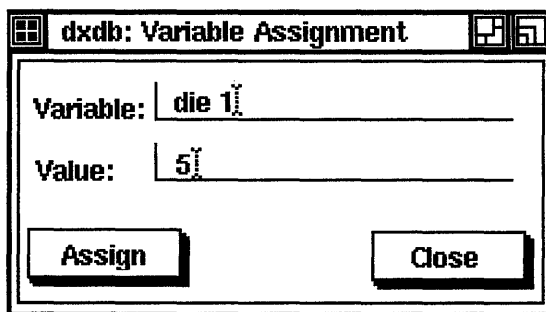 dxdb: Variable Assignment
Variable: die 1
Value: 5
Assign Close